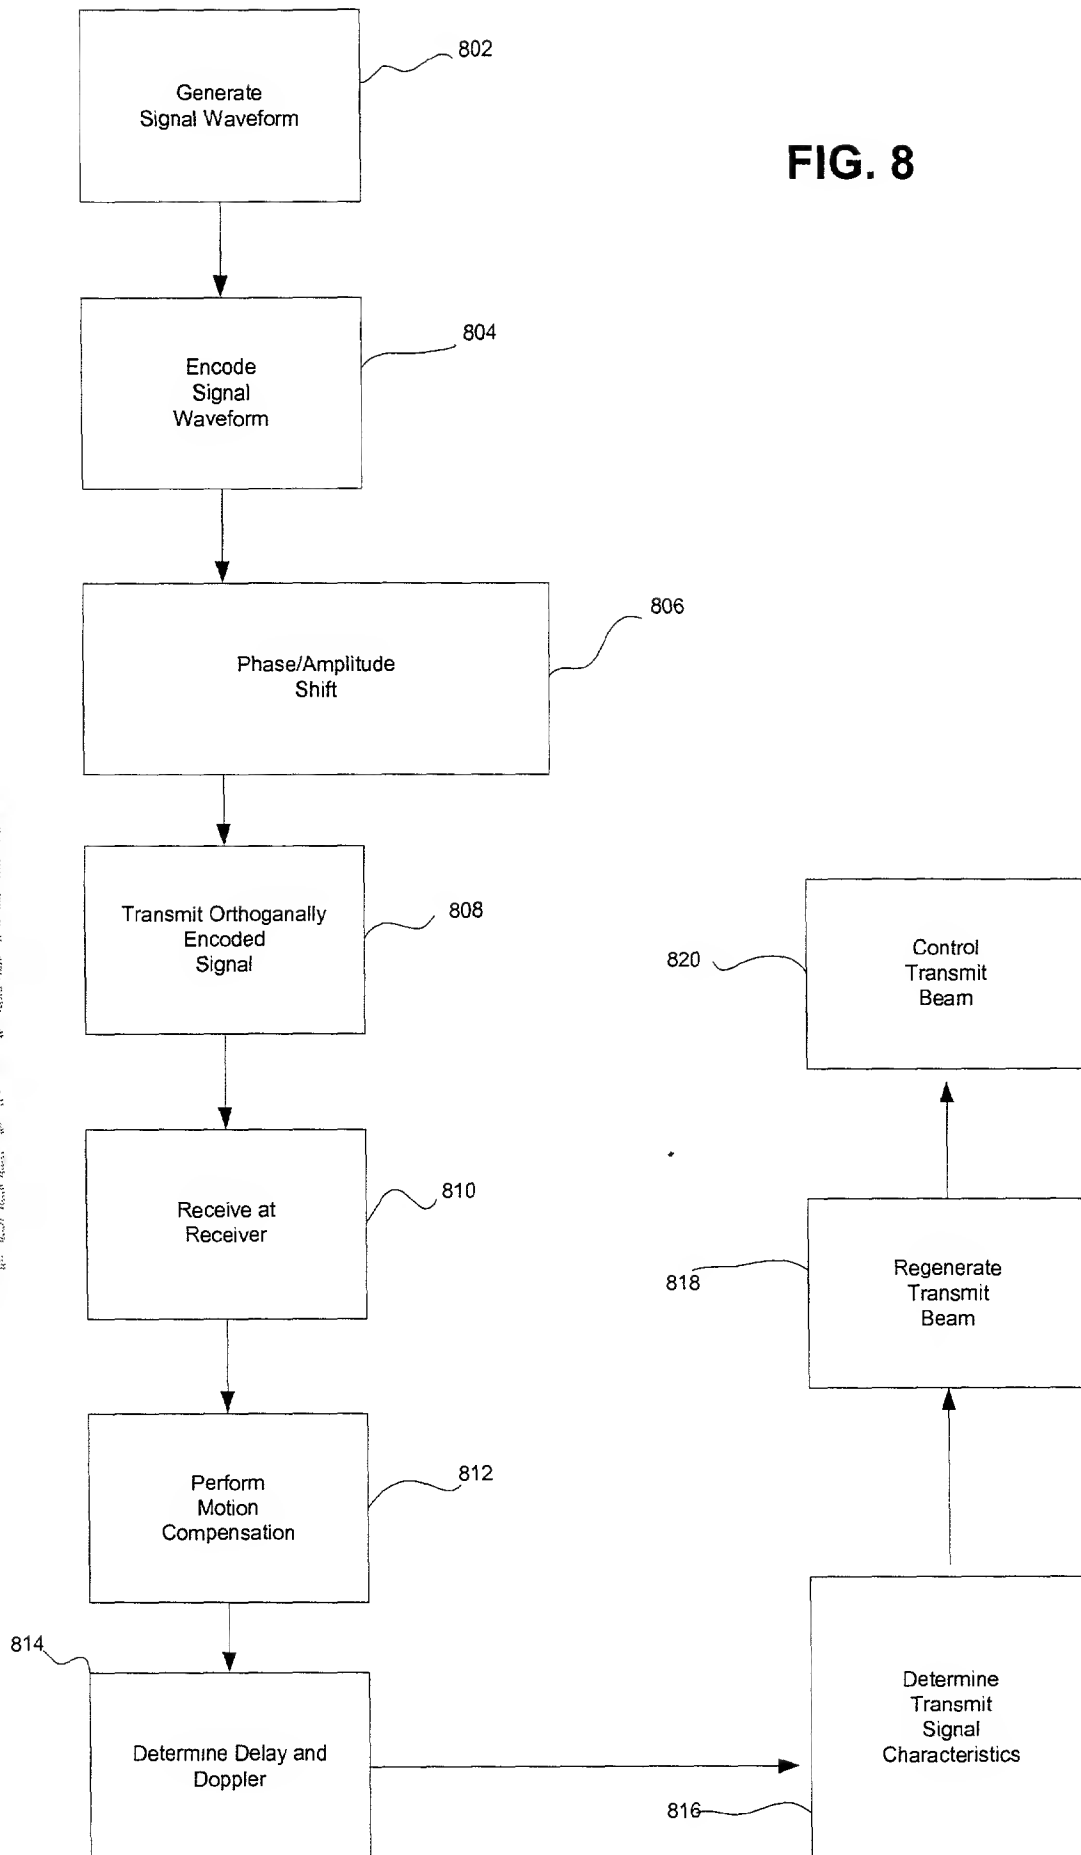 802
Generate
Signal Waveform
FIG. 8
804
Encode
Signal
Waveform
806
Phase/Amplitude
Shift
808
Transmit Orthoganally
Encoded
Signal
810
Receive at
Receiver
812
Perform
Motion
Compensation
814
Determine Delay and
Doppler
816
Determine
Transmit
Signal
Characteristics
818
Regenerate
Transmit
Beam
820
Control
Transmit
Beam